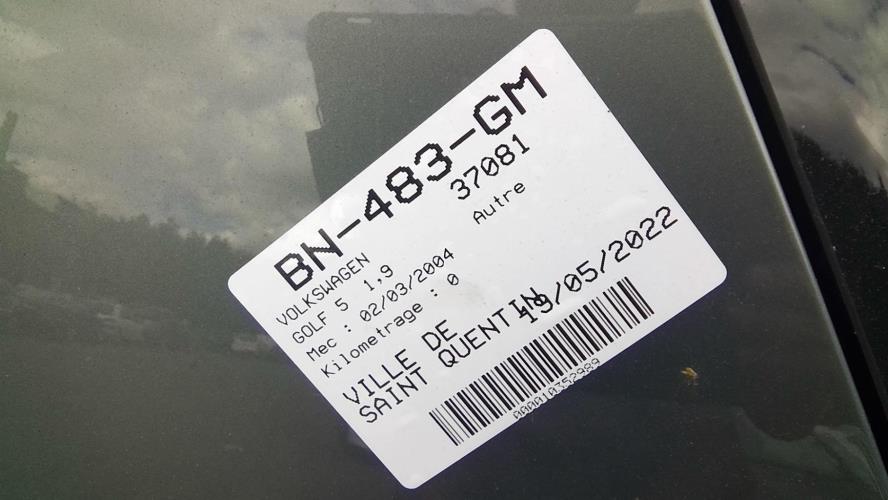 BN-483-GM
37081
VOLKSWAGEN
Autre
GOLF 5 1,9
Mec : 02/03/2004
Kilometrage : 0
VILLE DE
SAINT QUENTIN
19/05/2022
000010352989